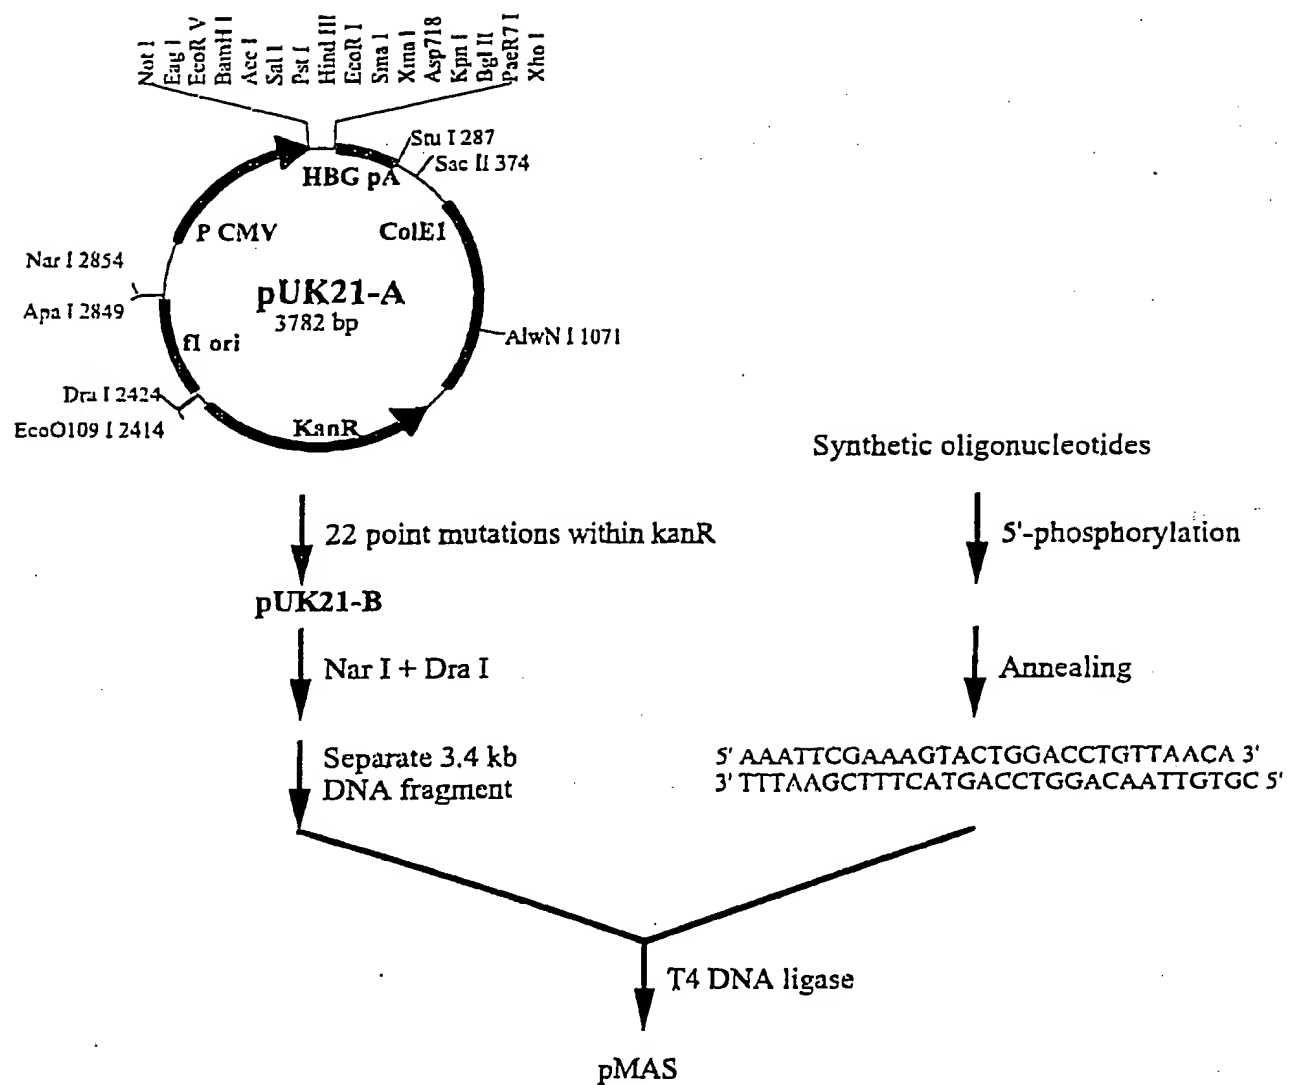 Not I
Eag I
EcoR V
BamH I
Acc I
Sal I
Pst I
Hind III
EcoR I
Sma I
Xma I
Asp718
Kpn I
Bgl II
PaeR7 I
Xho I
Stu I 287
Sac II 374
HBG pA
P CMV
ColE1
Nar I 2854
pUK21-A
Apa I 2849
3782 bp
AlwN I 1071
f1 ori
Dra I 2424
EcoO109 I 2414
KanR
Synthetic oligonucleotides
22 point mutations within kanR
5'-phosphorylation
pUK21-B
Nar I + Dra I
Annealing
Separate 3.4 kb
DNA fragment
5' AAATTCGAAAGTACTGGACCTGTTAACA 3'
3' TTTAAGCTTTCATGACCTGGACAATTGTGC 5'
T4 DNA ligase
pMAS